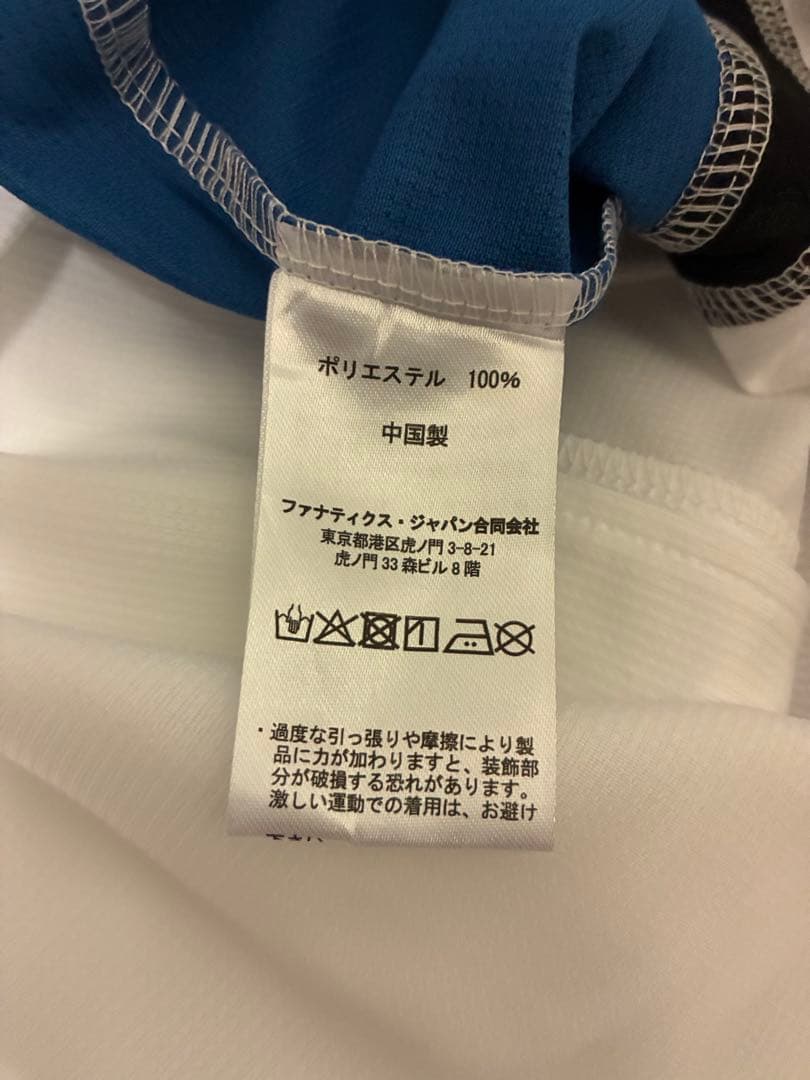 ポリエステル 100%
中国製
ファナティクス・ジャパン合同会社
東京都港区虎ノ門 3-8-21
虎ノ門 33 森ビル 8 階
・過度な引っ張りや摩擦により製
品に力が加わりますと、装飾部
分が破損する恐れがあります。
激しい運動での着用は、お避け